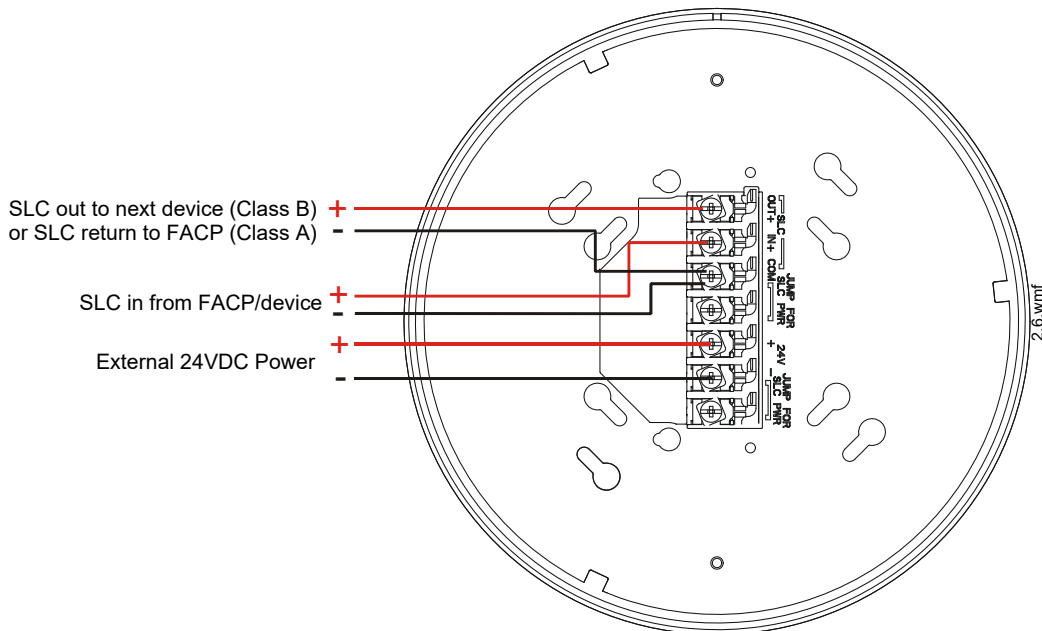 SLC out to next device (Class B) +
or SLC return to FACP (Class A) -
SLC in from FACP/device +
-
External 24VDC Power +
-
SLC
OUT+ IN+ COM
JUMP FOR
SLC PWR
+ 24V -
JUMP FOR
SLC PWR
2.6.wmf